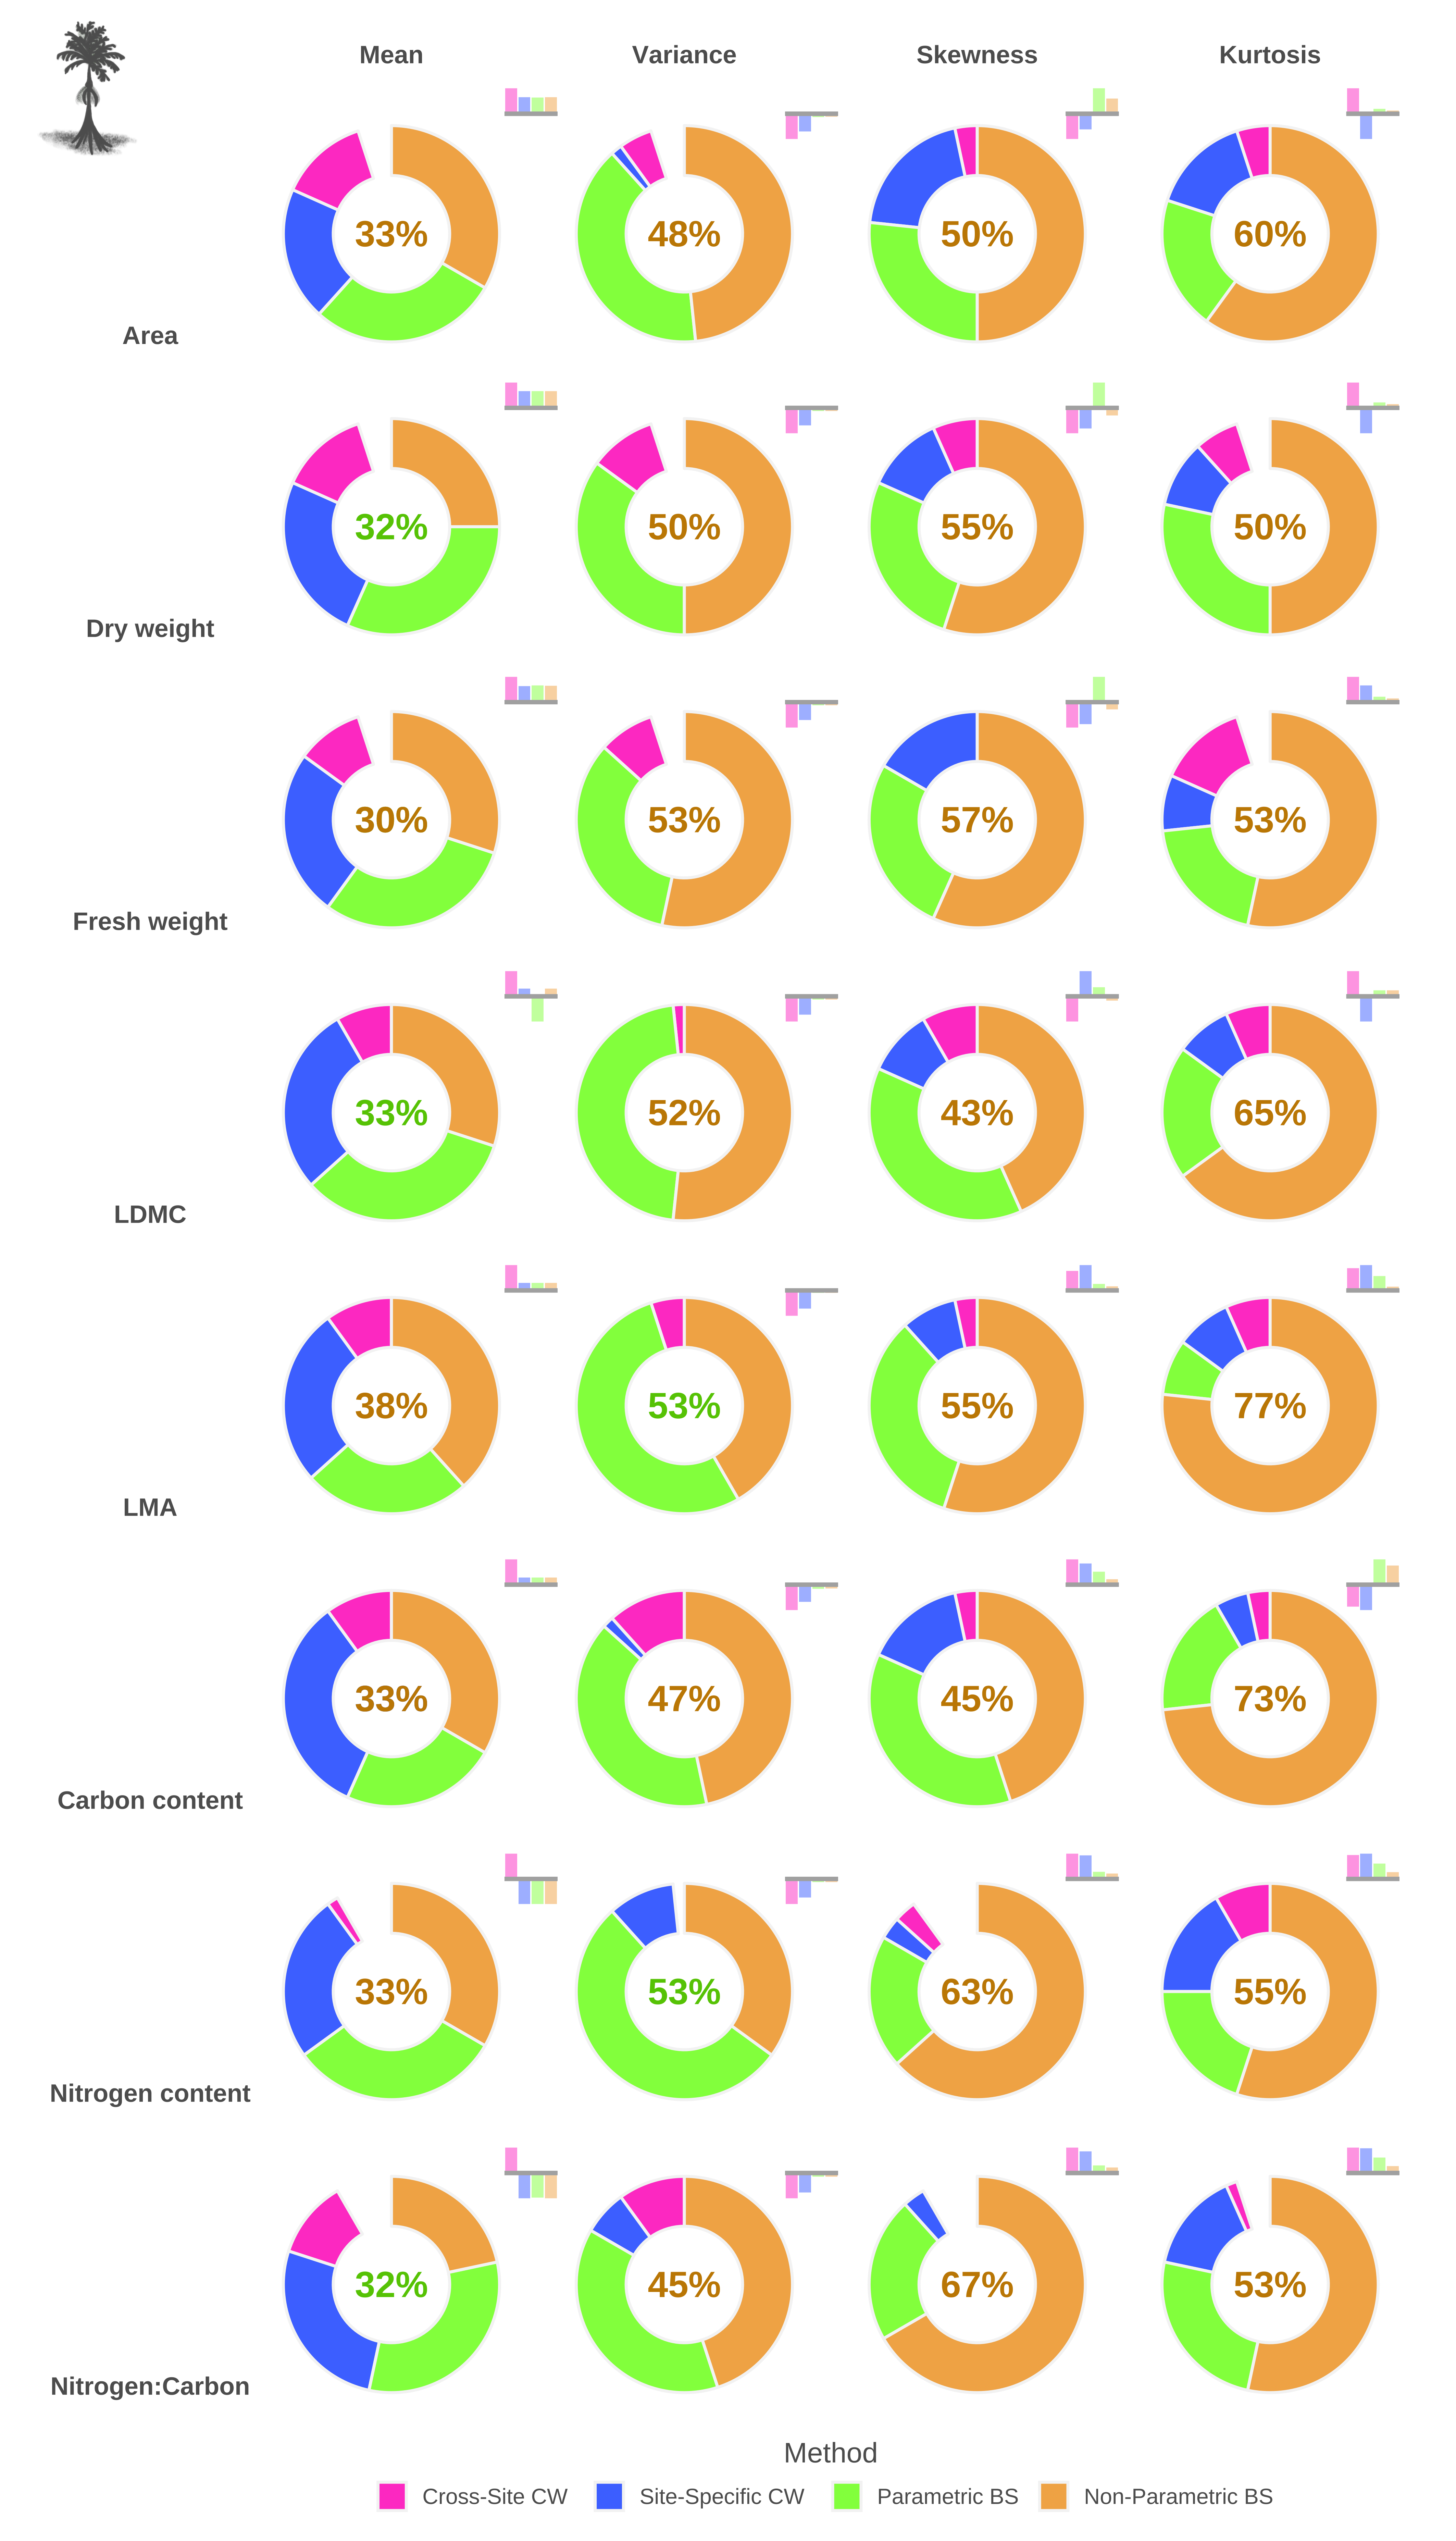 Mean Variance Skewness Kurtosis
33% 48% 50% 60%
Area
32% 50% 55% 50%
Dry weight
30% 53% 57% 53%
Fresh weight
33% 52% 43% 65%
LDMC
38% 53% 55% 77%
LMA
33% 47% 45% 73%
Carbon content
33% 53% 63% 55%
Nitrogen content
32% 45% 67% 53%
Nitrogen:Carbon
Method
Cross-Site CW Site-Specific CW Parametric BS Non-Parametric BS